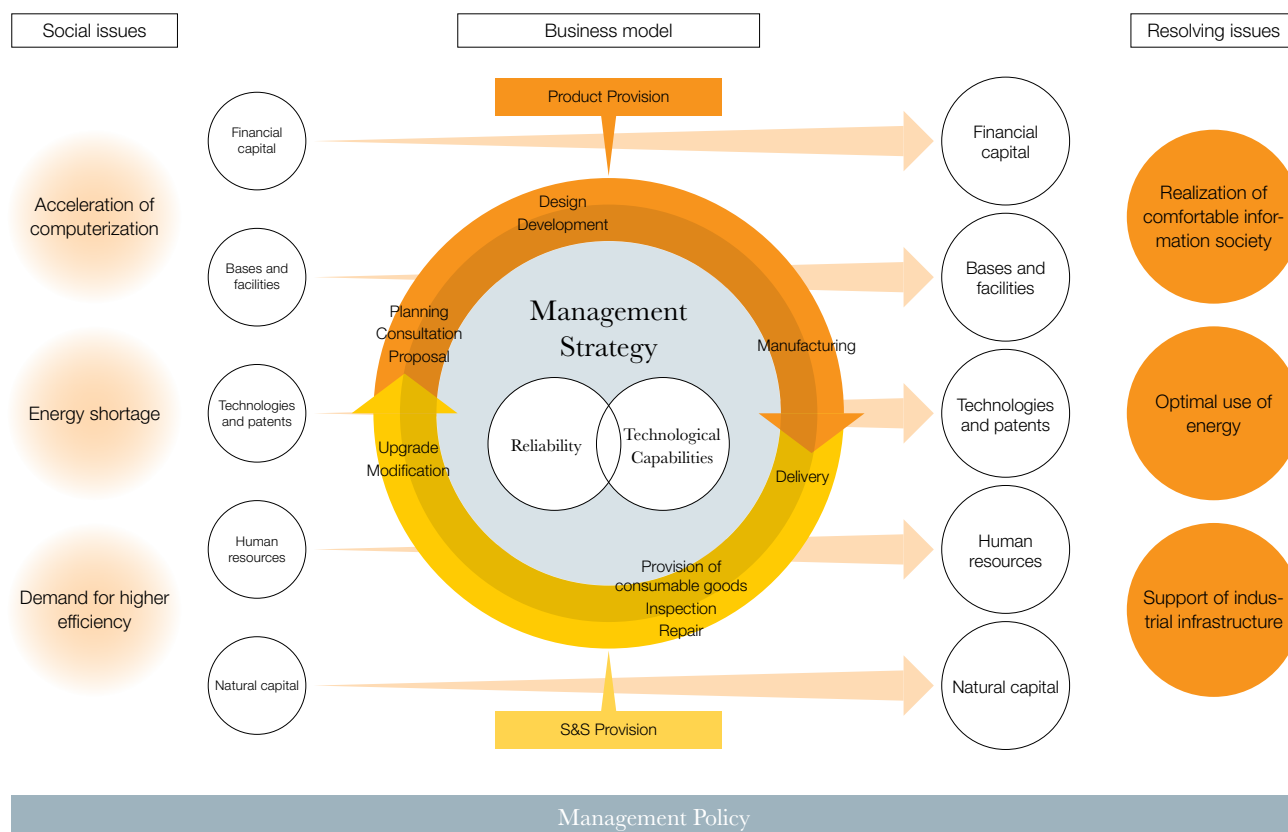 Social issues
Business model
Resolving issues
Product Provision
Financial
capital
Financial
capital
Acceleration of
computerization
Design
Development
Realization of
comfortable infor-
mation society
Bases and
facilities
Bases and
facilities
Planning
Consultation
Proposal
Management
Strategy
Manufacturing
Energy shortage
Technologies
and patents
Technologies
and patents
Optimal use of
energy
Reliability
Technological
Capabilities
Upgrade
Modification
Delivery
Human
resources
Human
resources
Demand for higher
efficiency
Provision of
consumable goods
Inspection
Repair
Support of indus-
trial infrastructure
Natural capital
Natural capital
S&S Provision
Management Policy